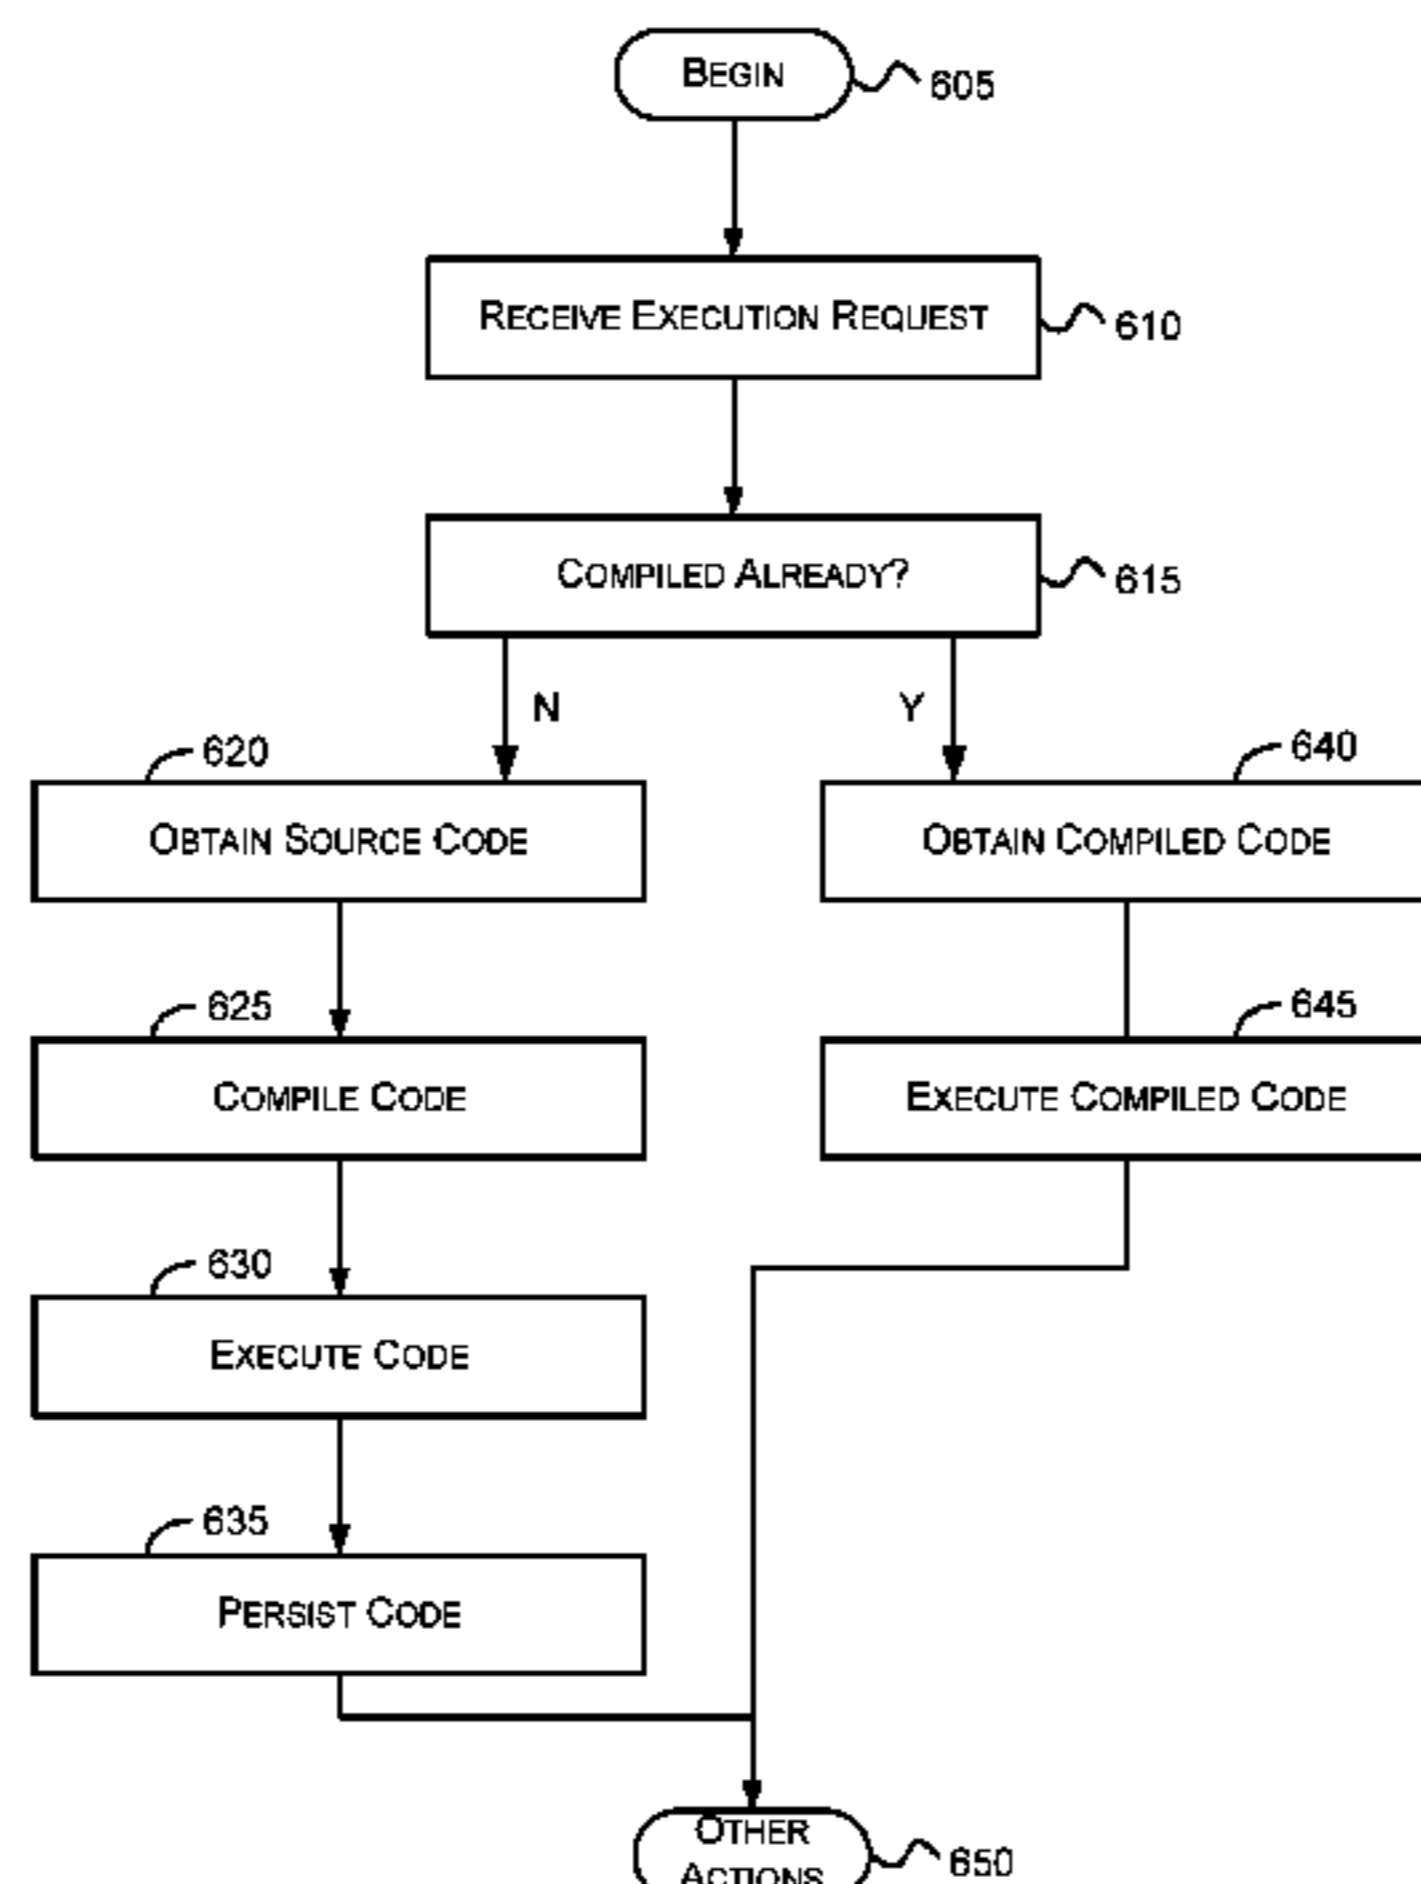 BEGIN
605
RECEIVE EXECUTION REQUEST
610
COMPILED ALREADY?
615
N
Y
620
640
OBTAIN SOURCE CODE
OBTAIN COMPILED CODE
625
645
COMPILE CODE
EXECUTE COMPILED CODE
630
EXECUTE CODE
635
PERSIST CODE
OTHER
ACTIONS
650